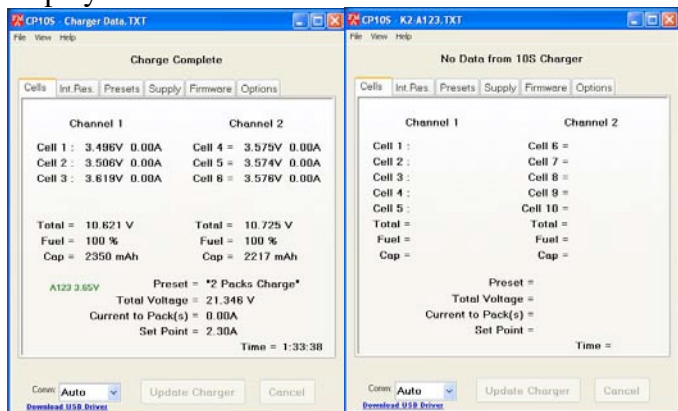 CP10S - Charger Data.TXT
File View Help
Charge Complete
Cells Int.Res. Presets Supply Firmware Options
Channel 1 Channel 2
Cell 1 : 3.496V 0.00A Cell 4 = 3.575V 0.00A
Cell 2 : 3.506V 0.00A Cell 5 = 3.574V 0.00A
Cell 3 : 3.619V 0.00A Cell 6 = 3.576V 0.00A
Total = 10.621 V Total = 10.725 V
Fuel = 100 % Fuel = 100 %
Cap = 2350 mAh Cap = 2217 mAh
A123 3.65V Preset = "2 Packs Charge"
Total Voltage = 21.346 V
Current to Pack(s) = 0.00A
Set Point = 2.30A
Time = 1:33:38
Comm: Auto Update Charger Cancel
Download USB Driver
CP10S - K2-A123.TXT
File View Help
No Data from 10S Charger
Cells Int.Res. Presets Supply Firmware Options
Channel 1 Channel 2
Cell 1 : Cell 6 =
Cell 2 : Cell 7 =
Cell 3 : Cell 8 =
Cell 4 : Cell 9 =
Cell 5 : Cell 10 =
Total = Total =
Fuel = Fuel =
Cap = Cap =
Preset =
Total Voltage =
Current to Pack(s) =
Set Point =
Time =
Comm: Auto Update Charger Cancel
Download USB Driver